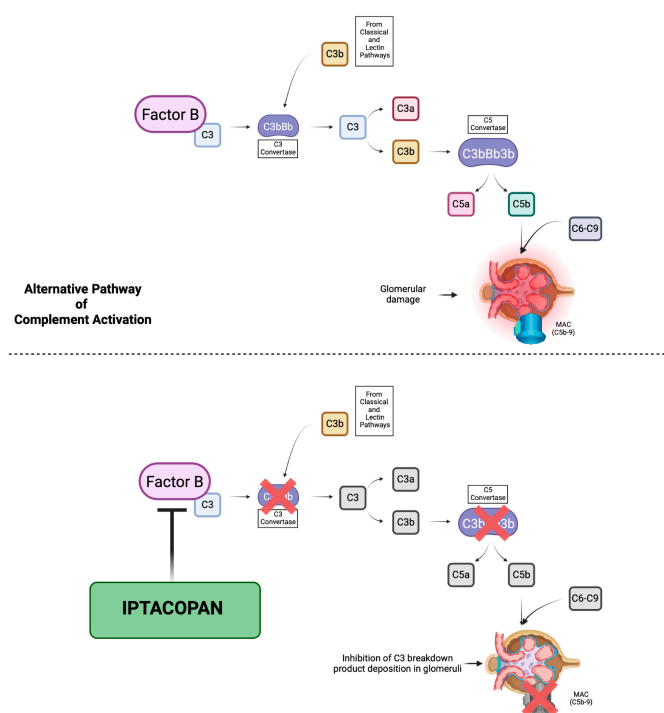 From
Classical
and
Lectin
Pathways
C3b
Factor B
C3
C3bBb
C3
Convertase
C3
C3a
C3b
C5
Convertase
C3bBb3b
C5a
C5b
C6-C9
Alternative Pathway
of
Complement Activation
Glomerular
damage
MAC
(C5b-9)
From
Classical
and
Lectin
Pathways
C3b
Factor B
C3
C3
Convertase
C3
C3a
C3b
C5
Convertase
C5a
C5b
C6-C9
IPTACOPAN
Inhibition of C3 breakdown
product deposition in glomeruli
MAC
(C5b-9)